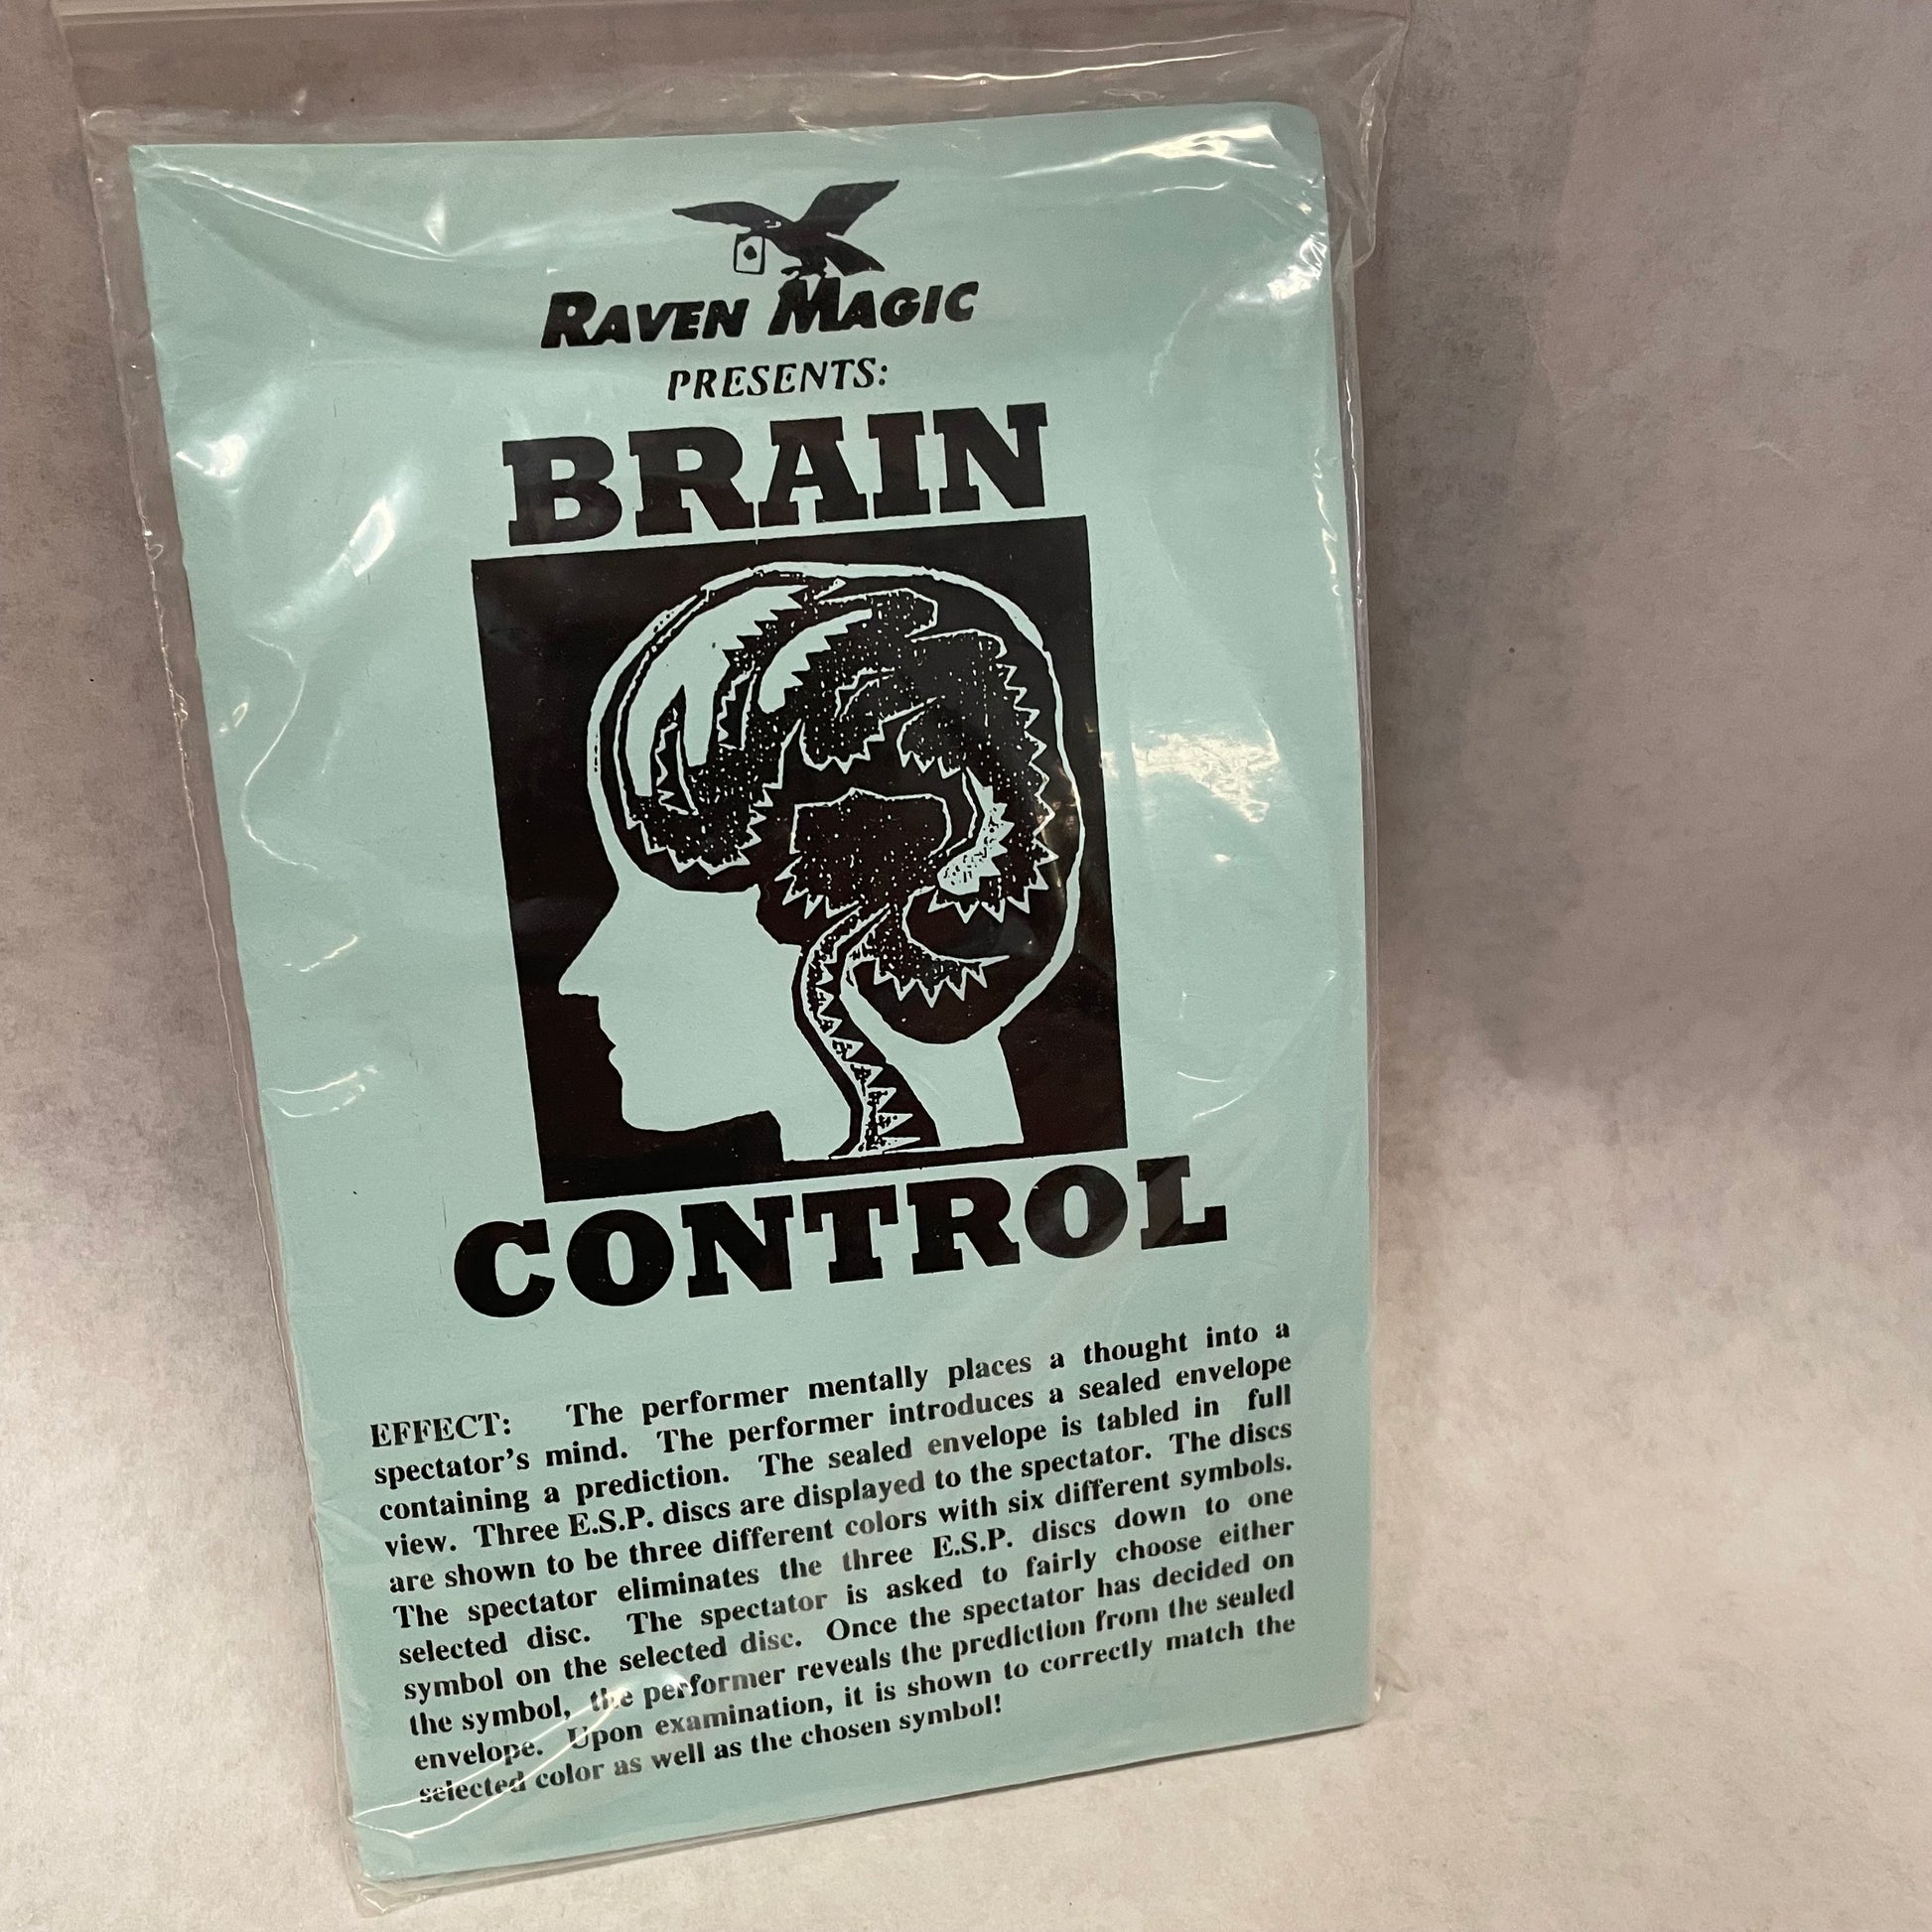 RAVEN MAGIC
PRESENTS:
BRAIN
CONTROL
EFFECT: The performer mentally places a thought into a
spectator's mind. The performer introduces a sealed envelope
containing a prediction. The sealed envelope is tabled in full
view. Three E.S.P. discs are displayed to the spectator. The discs
are shown to be three different colors with six different symbols.
The spectator eliminates the three E.S.P. discs down to one
selected disc. The spectator is asked to fairly choose either
symbol on the selected disc. Once the spectator has decided on
the symbol, the performer reveals the prediction from the sealed
envelope. Upon examination, it is shown to correctly match the
selected color as well as the chosen symbol!